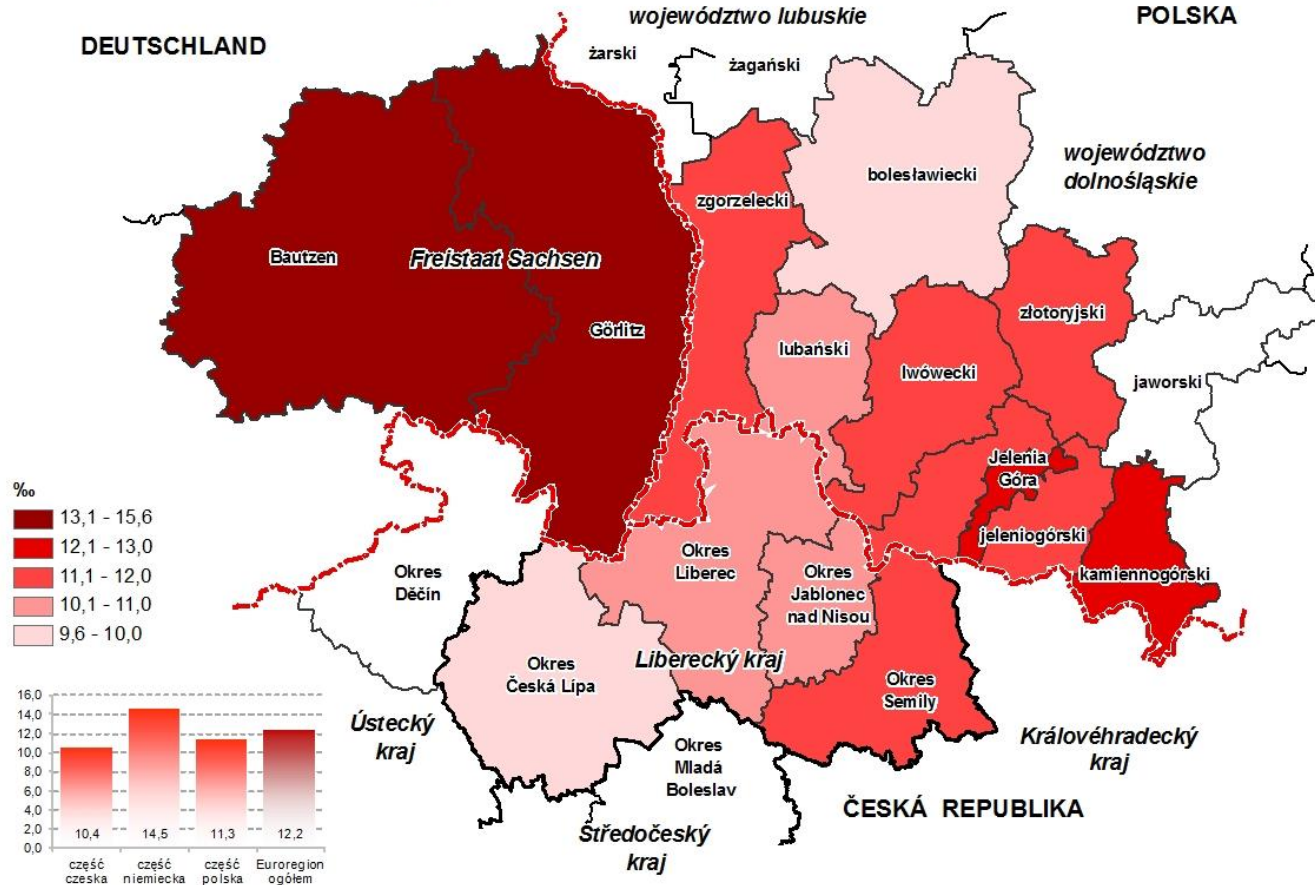 województwo lubuskie
POLSKA
DEUTSCHLAND
żarski
żagański
województwo
dolnośląskie
bolesławiecki
zgorzelecki
Bautzen
Freistaat Sachsen
Görlitz
złotoryjski
lubański
lwówecki
jaworski
Jelenia
Góra
jeleniogórski
kamiennogórski
‰
13,1 - 15,6
12,1 - 13,0
11,1 - 12,0
10,1 - 11,0
9,6 - 10,0
Okres
Děčín
Okres
Liberec
Okres
Jablonec
nad Nisou
Okres
Česká Lípa
Liberecký kraj
Okres
Semily
Ústecký
kraj
Okres
Mladá
Boleslav
Královéhradecký
kraj
ČESKÁ REPUBLIKA
Středočeský
kraj
16,0
14,0
12,0
10,0
8,0
6,0
4,0
2,0
0,0
10,4
14,5
11,3
12,2
część
czeska
część
niemiecka
część
polska
Euroregion
ogółem